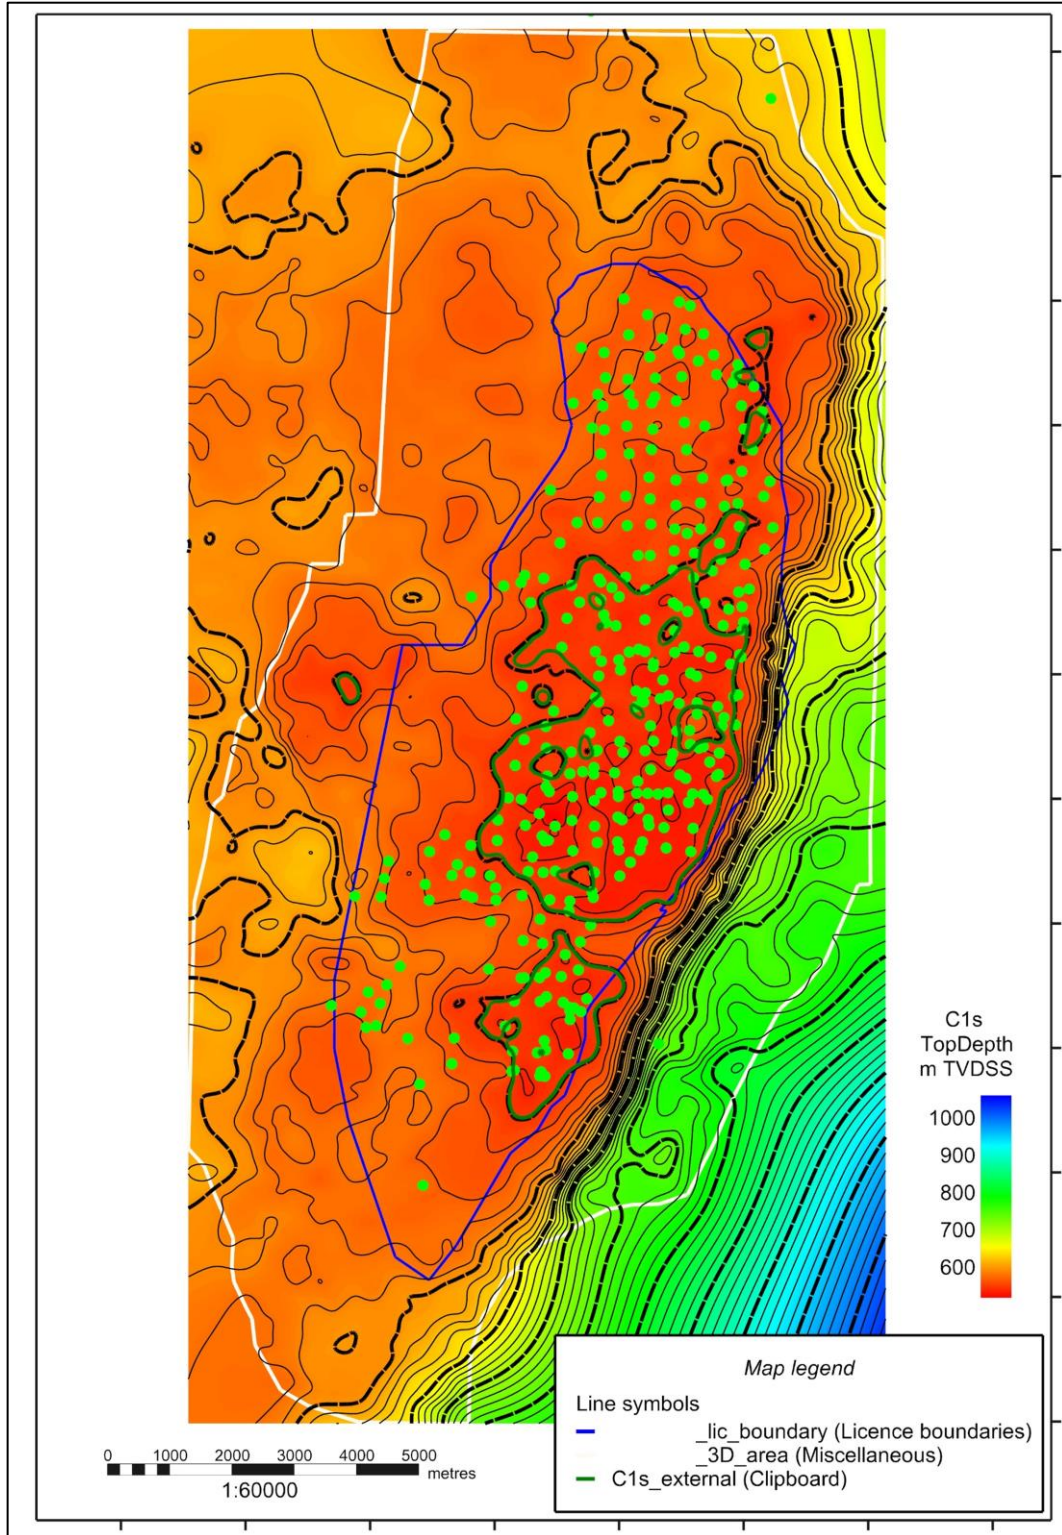 C1s
TopDepth
m TVDSS
1000
900
800
700
600
Map legend
Line symbols
_lic_boundary (Licence boundaries)
_3D_area (Miscellaneous)
C1s_external (Clipboard)
0 1000 2000 3000 4000 5000
metres
1:60000